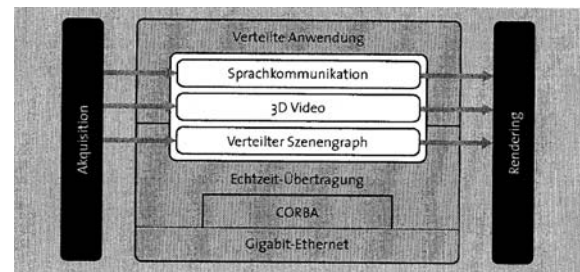 Akquisition
Verteilte Anwendung
Sprachkommunikation
3D Video
Verteilter Szenengraph
Echtzeit-Übertragung
CORBA
Gigabit-Ethernet
Rendering